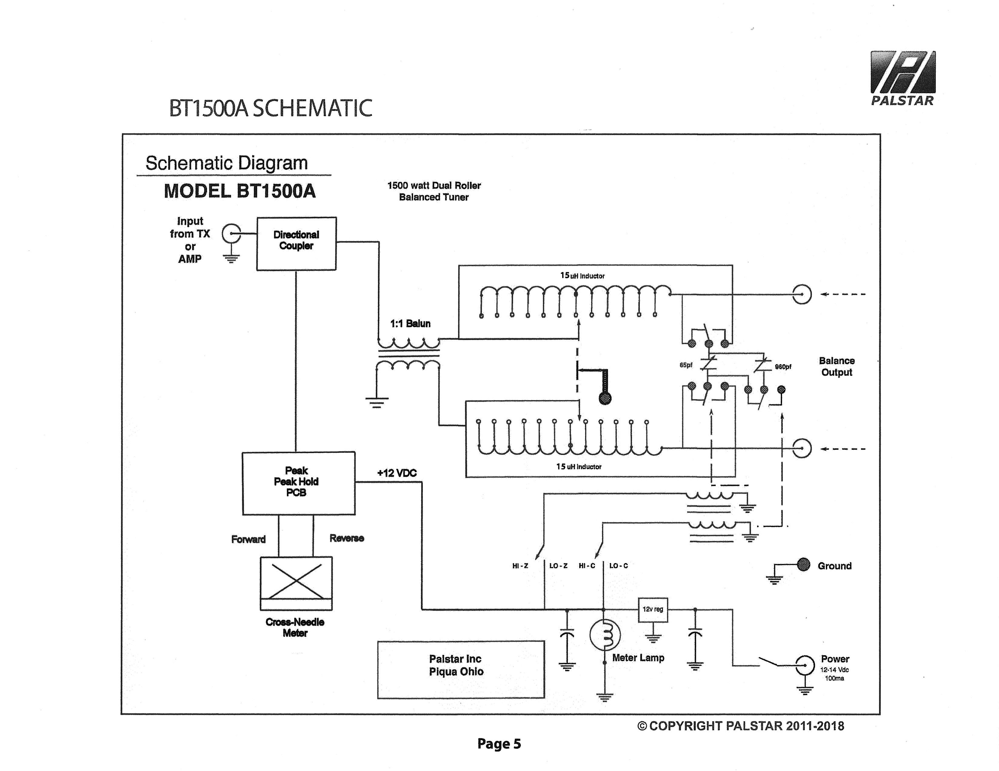 PALSTAR
BT1500A SCHEMATIC
Schematic Diagram
MODEL BT1500A
1500 watt Dual Roller
Balanced Tuner
Input
from TX
or
AMP
Directional
Coupler
15 uH Inductor
1:1 Balun
65pf
960pf
Balance
Output
15 uH Inductor
Peak
Peak Hold
PCB
+12 VDC
Forward
Reverse
HI - Z
LO - Z
HI - C
LO - C
Ground
12v reg
Cross-Needle
Meter
Meter Lamp
Palstar Inc
Piqua Ohio
Power
12-14 Vdc
100ma
© COPYRIGHT PALSTAR 2011-2018
Page 5